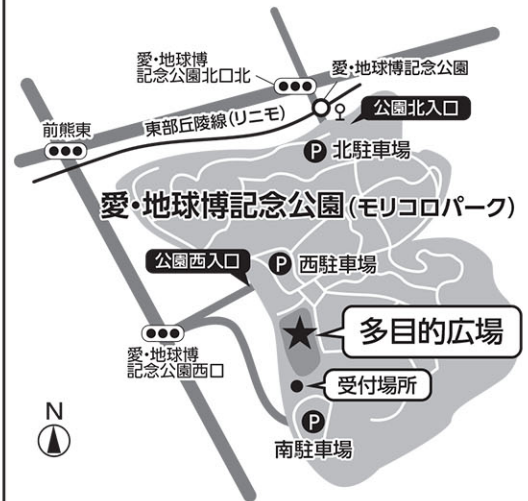 愛・地球博
記念公園北口北
愛・地球博記念公園
公園北入口
前熊東
東部丘陵線(リニモ)
P 北駐車場
愛・地球博記念公園(モリコロパーク)
公園西入口
P 西駐車場
★ 多目的広場
愛・地球博
記念公園西口
受付場所
N
P
南駐車場